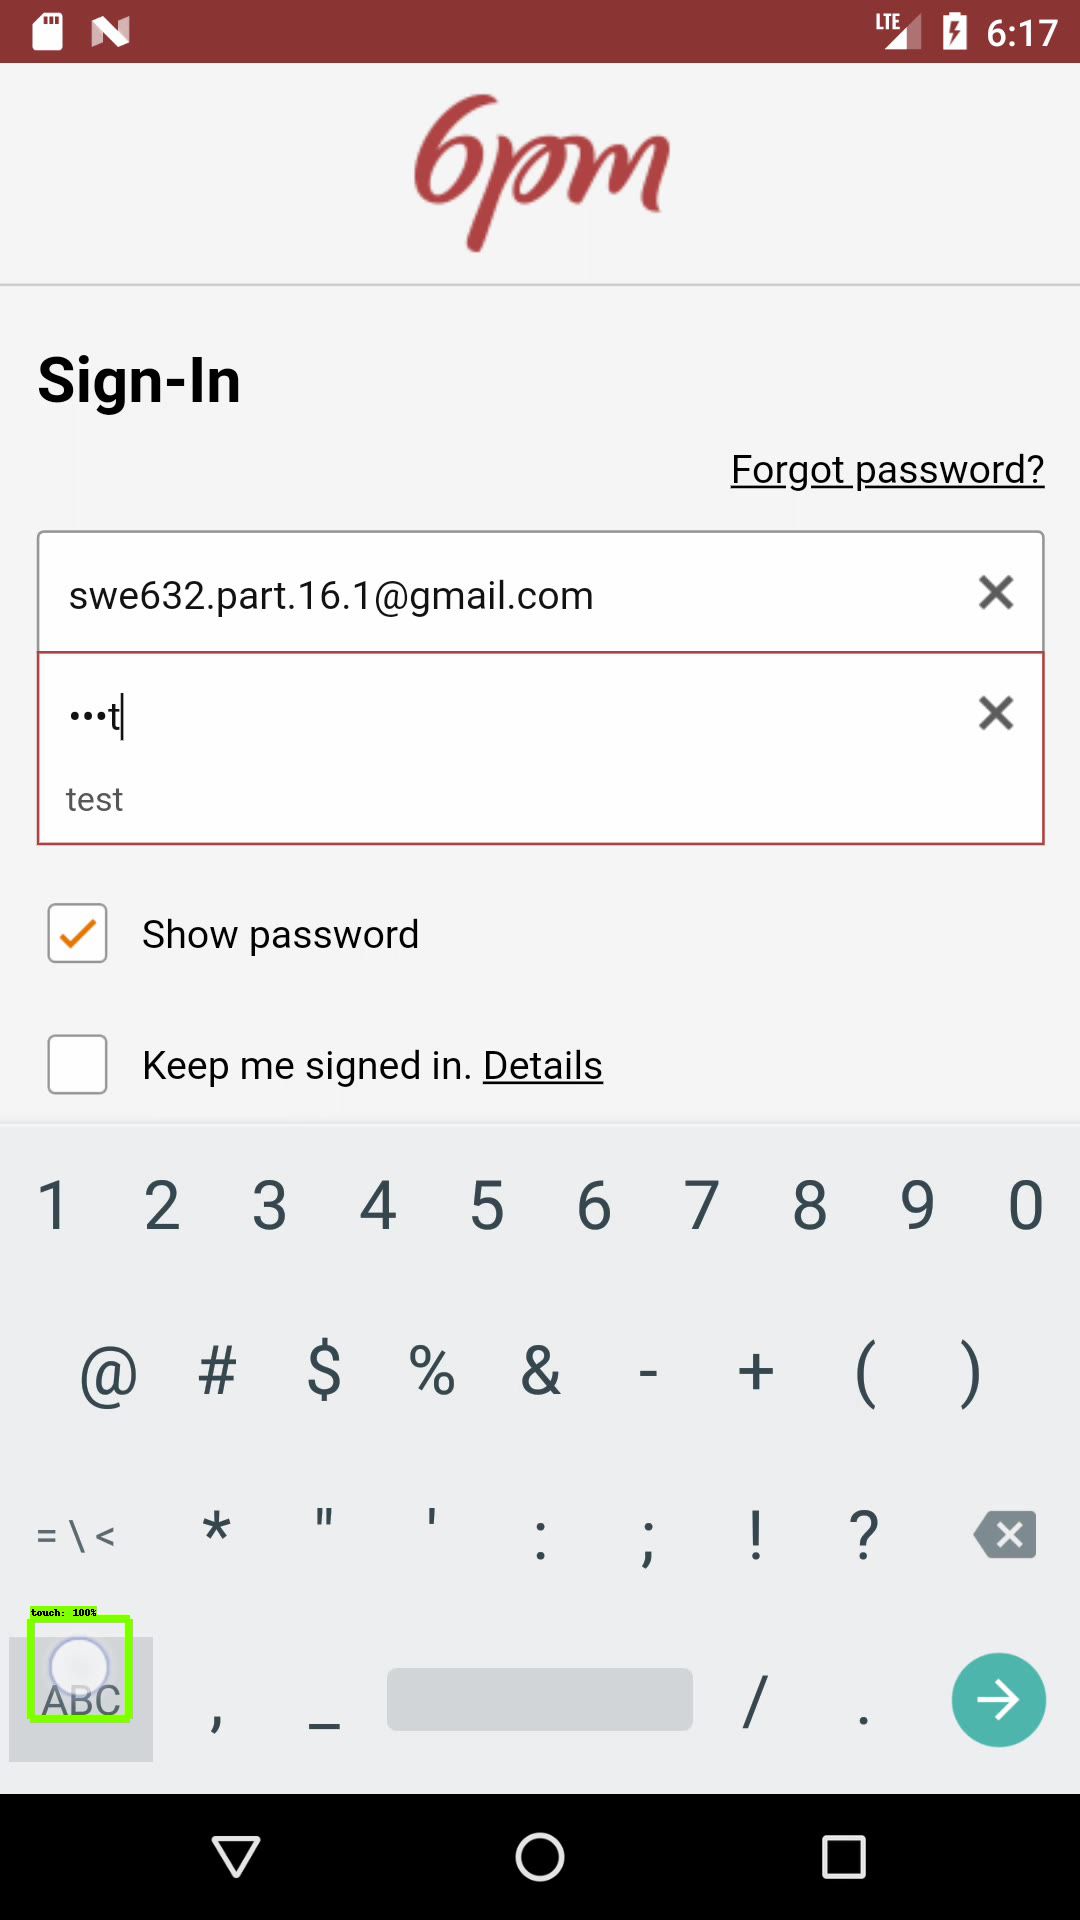 LTE 6:17
6pm
Sign-In
Forgot password?
swe632.part.16.1@gmail.com
•••t
test
Show password
Keep me signed in. Details
1 2 3 4 5 6 7 8 9 0
@ # $ % & - + ( )
= \ < * " ' : ; ! ?
touch: 100%
ABC , _ / .